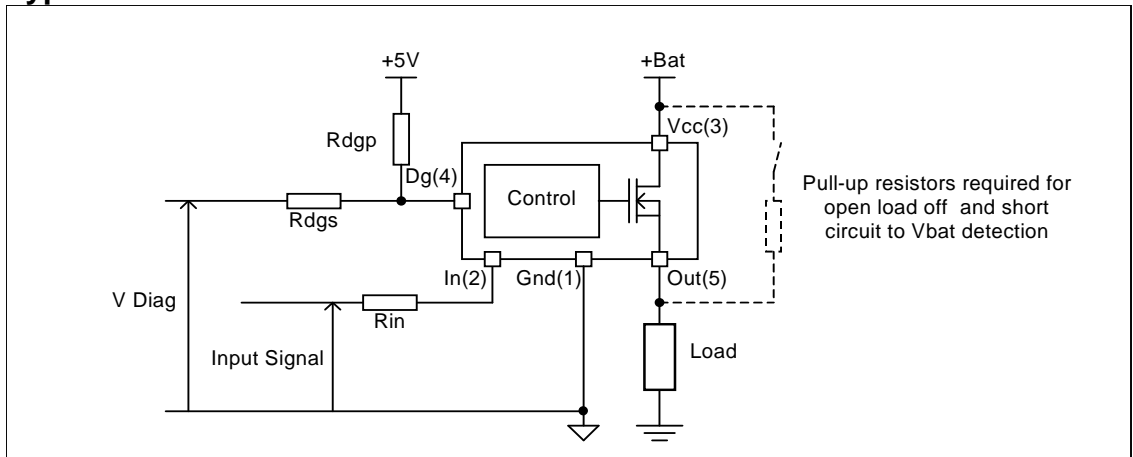 +5V
+Bat
Rdgp
Vcc(3)
Dg(4)
Control
Rdgs
Pull-up resistors required for
open load off and short
circuit to Vbat detection
In(2)
Gnd(1)
Out(5)
V Diag
Rin
Input Signal
Load